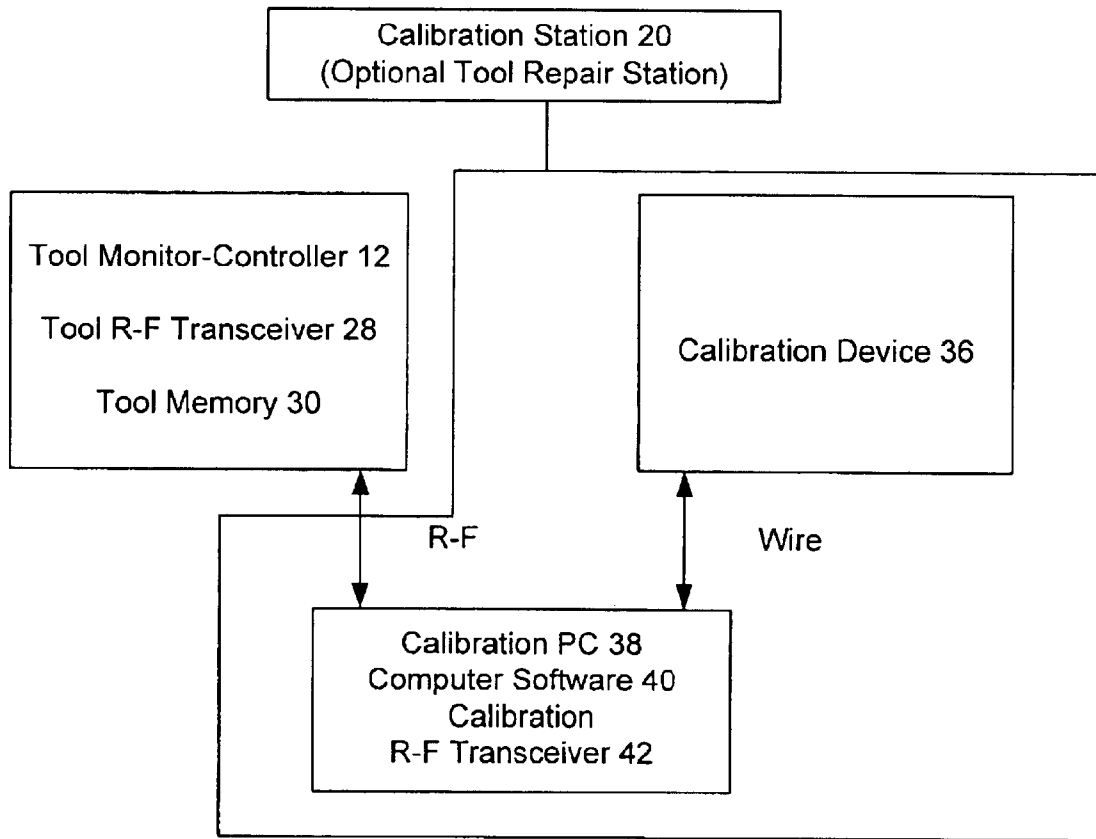 Calibration Station 20
(Optional Tool Repair Station)
Tool Monitor-Controller 12
Tool R-F Transceiver 28
Tool Memory 30
Calibration Device 36
R-F
Wire
Calibration PC 38
Computer Software 40
Calibration
R-F Transceiver 42